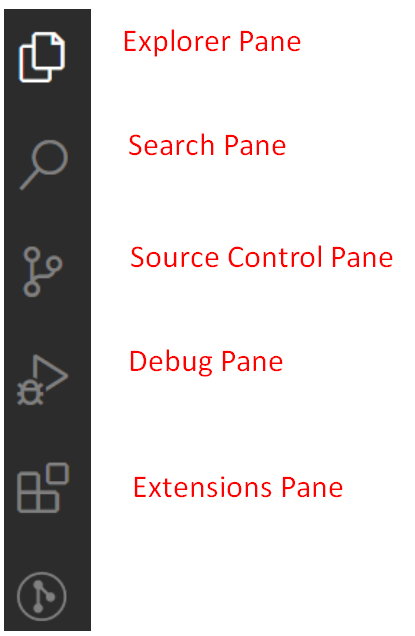 Explorer Pane
Search Pane
Source Control Pane
Debug Pane
Extensions Pane